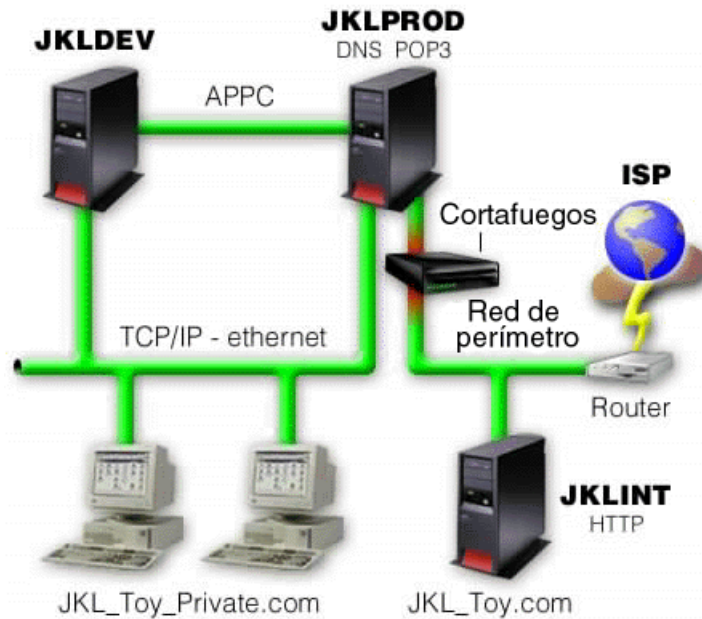 JKLDEV
JKLPROD
DNS POP3
APPC
ISP
Cortafuegos
Red de
perímetro
TCP/IP - ethernet
Router
JKLINT
HTTP
JKL_Toy_Private.com
JKL_Toy.com